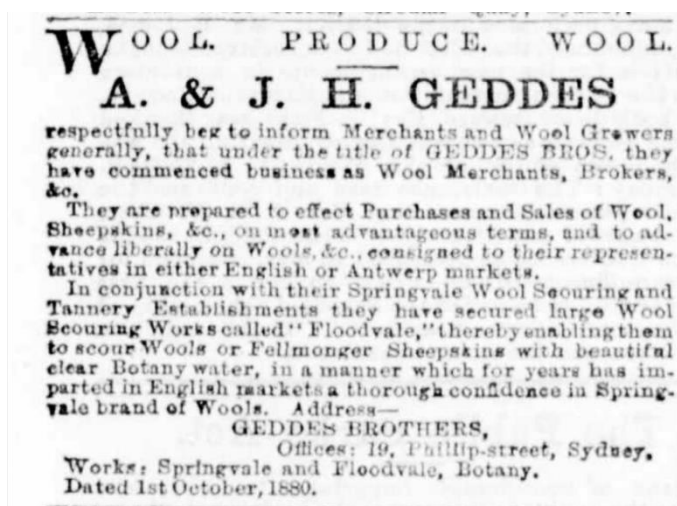 WOOL. PRODUCE. WOOL.
A. & J. H. GEDDES
respectfully beg to inform Merchants and Wool Growers
generally, that under the title of GEDDES BROS. they
have commenced business as Wool Merchants, Brokers,
&c.
They are prepared to effect Purchases and Sales of Wool,
Sheepskins, &c., on most advantageous terms, and to ad-
vance liberally on Wools, &c., consigned to their represen-
tatives in either English or Antwerp markets.
In conjunction with their Springvale Wool Scouring and
Tannery Establishments they have secured large Wool
Scouring Works called "Floodvale," thereby enabling them
to scour Wools or Fellmonger Sheepskins with beautiful
clear Botany water, in a manner which for years has im-
parted in English markets a thorough confidence in Spring-
vale brand of Wools. Address—
GEDDES BROTHERS,
Offices: 19, Phillip-street, Sydney.
Works: Springvale and Floodvale, Botany.
Dated 1st October, 1880.